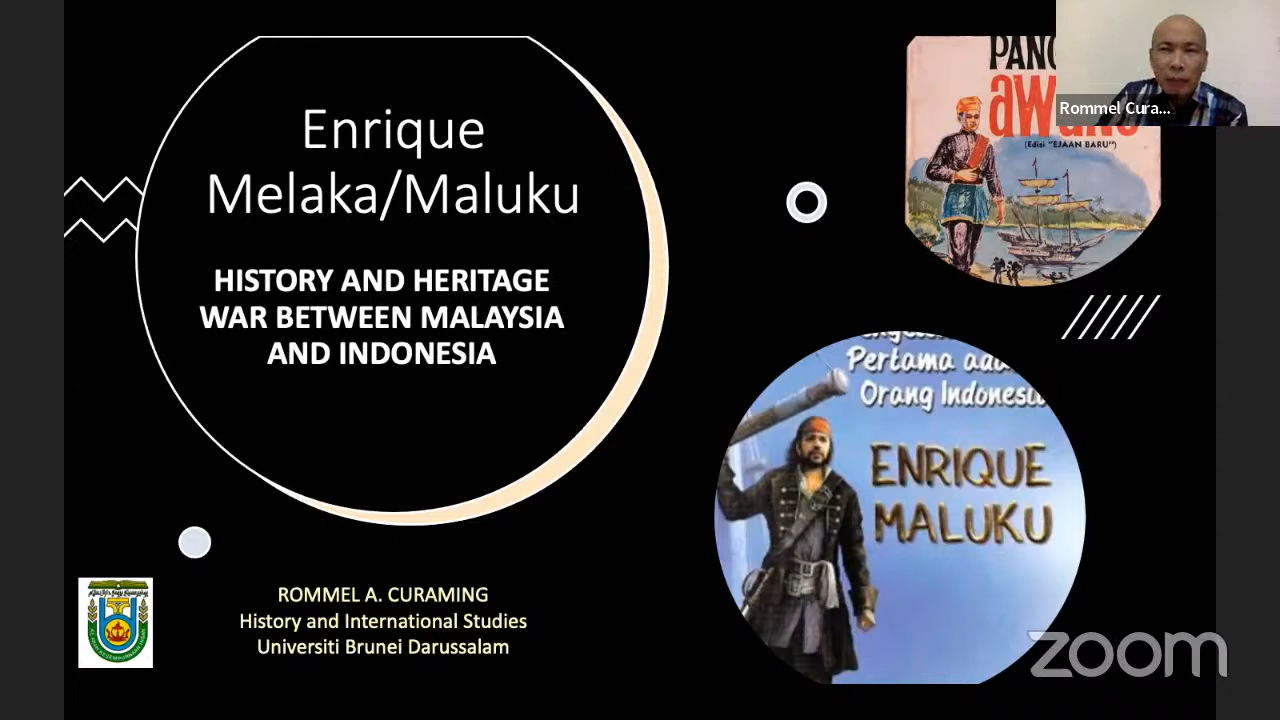 Enrique
Melaka/Maluku
HISTORY AND HERITAGE
WAR BETWEEN MALAYSIA
AND INDONESIA
ROMMEL A. CURAMING
History and International Studies
Universiti Brunei Darussalam
(Edisi "EJAAN BARU")
Rommel Cura...
Pertama
Orang
ENRIQUE
MALUKU
zoom